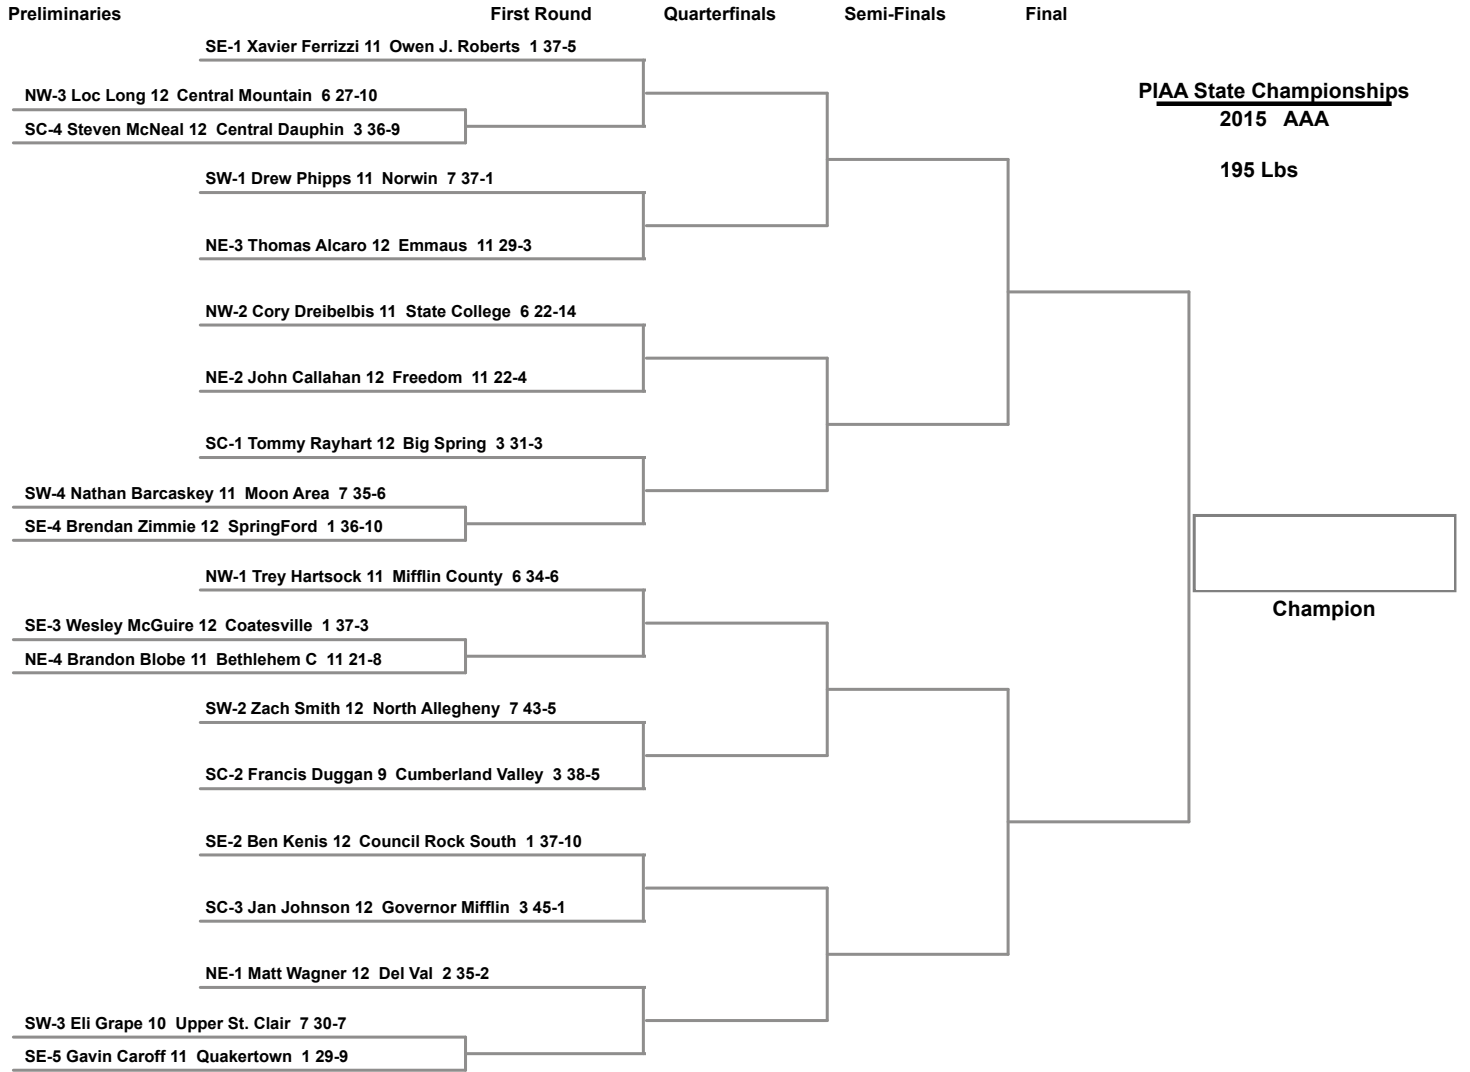 Preliminaries First Round Quarterfinals Semi-Finals Final
SE-1 Xavier Ferrizzi 11 Owen J. Roberts 1 37-5
NW-3 Loc Long 12 Central Mountain 6 27-10
SC-4 Steven McNeal 12 Central Dauphin 3 36-9
SW-1 Drew Phipps 11 Norwin 7 37-1
NE-3 Thomas Alcaro 12 Emmaus 11 29-3
NW-2 Cory Dreibelbis 11 State College 6 22-14
NE-2 John Callahan 12 Freedom 11 22-4
SC-1 Tommy Rayhart 12 Big Spring 3 31-3
SW-4 Nathan Barcaskey 11 Moon Area 7 35-6
SE-4 Brendan Zimmie 12 SpringFord 1 36-10
NW-1 Trey Hartsock 11 Mifflin County 6 34-6
SE-3 Wesley McGuire 12 Coatesville 1 37-3
NE-4 Brandon Blobe 11 Bethlehem C 11 21-8
SW-2 Zach Smith 12 North Allegheny 7 43-5
SC-2 Francis Duggan 9 Cumberland Valley 3 38-5
SE-2 Ben Kenis 12 Council Rock South 1 37-10
SC-3 Jan Johnson 12 Governor Mifflin 3 45-1
NE-1 Matt Wagner 12 Del Val 2 35-2
SW-3 Eli Grape 10 Upper St. Clair 7 30-7
SE-5 Gavin Caroff 11 Quakertown 1 29-9
PIAA State Championships
2015 AAA
195 Lbs
Champion